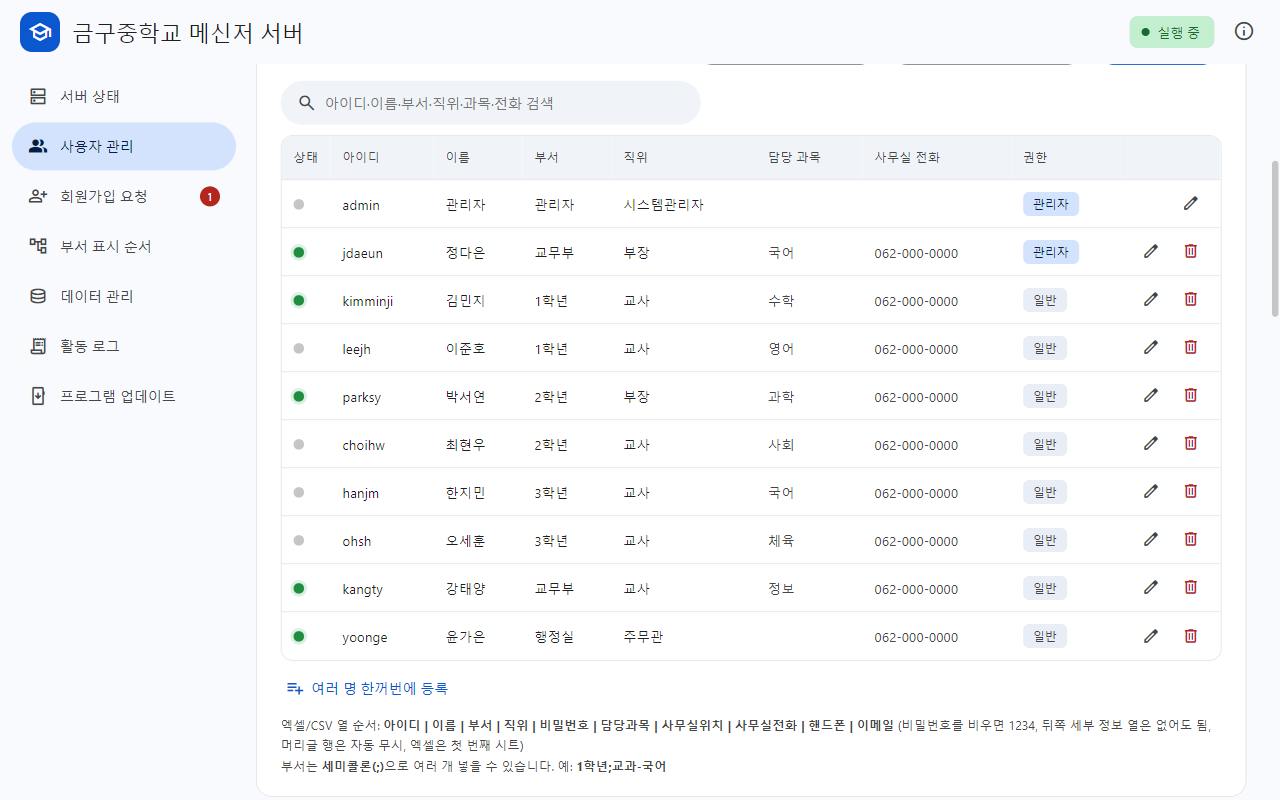 금구중학교 메신저 서버
실행 중
서버 상태
사용자 관리
회원가입 요청 1
부서 표시 순서
데이터 관리
활동 로그
프로그램 업데이트
아이디·이름·부서·직위·과목·전화 검색
상태 아이디 이름 부서 직위 담당 과목 사무실 전화 권한
admin 관리자 관리자 시스템관리자 관리자
jdaeun 정다은 교무부 부장 국어 062-000-0000 관리자
kimminji 김민지 1학년 교사 수학 062-000-0000 일반
leejh 이준호 1학년 교사 영어 062-000-0000 일반
parksy 박서연 2학년 부장 과학 062-000-0000 일반
choihw 최현우 2학년 교사 사회 062-000-0000 일반
hanjm 한지민 3학년 교사 국어 062-000-0000 일반
ohsh 오세훈 3학년 교사 체육 062-000-0000 일반
kangty 강태양 교무부 교사 정보 062-000-0000 일반
yoonge 윤가은 행정실 주무관 062-000-0000 일반
여러 명 한꺼번에 등록
엑셀/CSV 열 순서: 아이디 | 이름 | 부서 | 직위 | 비밀번호 | 담당과목 | 사무실위치 | 사무실전화 | 핸드폰 | 이메일 (비밀번호를 비우면 1234, 뒤쪽 세부 정보 열은 없어도 됨,
머리글 행은 자동 무시, 엑셀은 첫 번째 시트)
부서는 세미콜론(;)으로 여러 개 넣을 수 있습니다. 예: 1학년;교과-국어